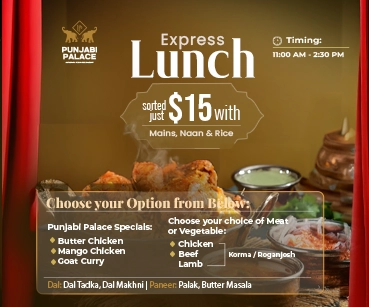 PUNJABI
PALACE
Express
Lunch
Timing:
11:00 AM - 2:30 PM
sorted
just
$15 with
Mains, Naan & Rice
Choose your Option from Below:
Punjabi Palace Specials:
Butter Chicken
Mango Chicken
Goat Curry
Choose your choice of Meat
or Vegetable:
Chicken
Beef
Lamb
Korma / Roganjosh
Dal: Dal Tadka, Dal Makhni | Paneer: Palak, Butter Masala